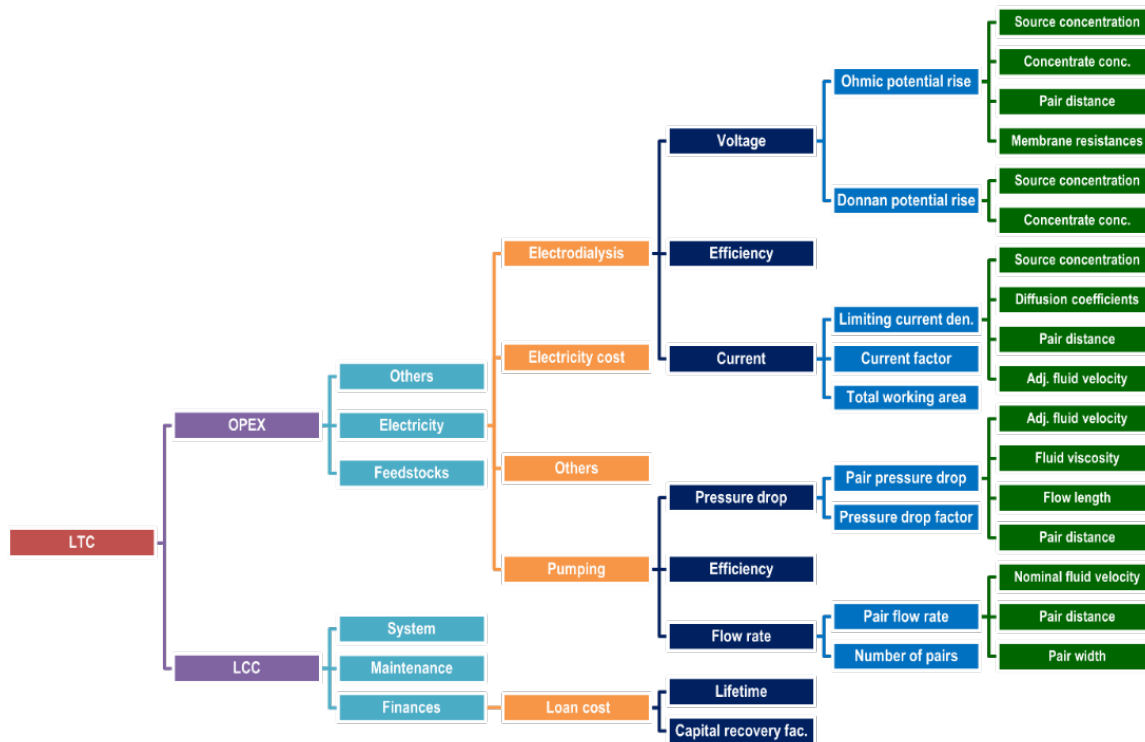 Source concentration
Concentrate conc.
Ohmic potential rise
Pair distance
Voltage
Membrane resistances
Source concentration
Donnan potential rise
Concentrate conc.
Electrodialysis
Efficiency
Source concentration
Diffusion coefficients
Limiting current den.
Pair distance
Electricity cost
Current
Current factor
Others
Adj. fluid velocity
Total working area
OPEX
Electricity
Adj. fluid velocity
Feedstocks
Others
Fluid viscosity
Pair pressure drop
Pressure drop
Flow length
Pressure drop factor
LTC
Pair distance
Pumping
Efficiency
Nominal fluid velocity
Pair flow rate
Pair distance
System
Flow rate
Number of pairs
Pair width
LCC
Maintenance
Lifetime
Finances
Loan cost
Capital recovery fac.